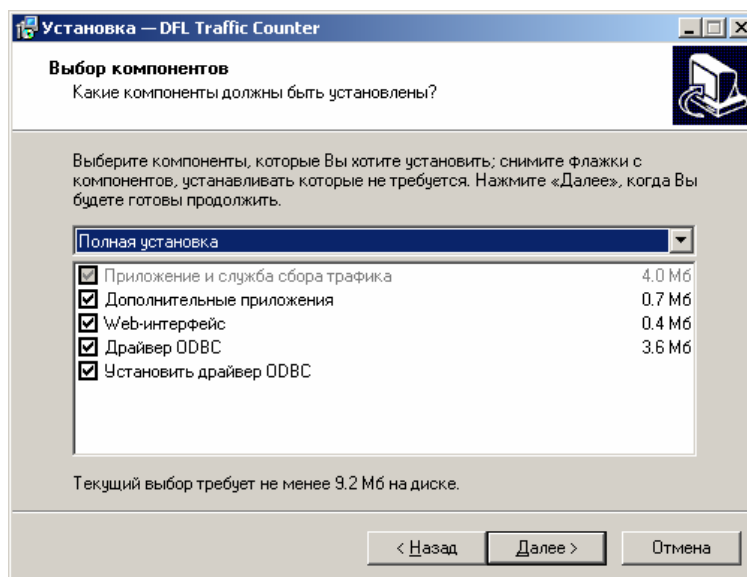 Установка — DFL Traffic Counter
Выбор компонентов
Какие компоненты должны быть установлены?
Выберите компоненты, которые Вы хотите установить; снимите флажки с
компонентов, устанавливать которые не требуется. Нажмите «Далее», когда Вы
будете готовы продолжить.
Полная установка
Приложение и служба сбора трафика 4.0 Мб
Дополнительные приложения 0.7 Мб
Web-интерфейс 0.4 Мб
Драйвер ODBC 3.6 Мб
Установить драйвер ODBC
Текущий выбор требует не менее 9.2 Мб на диске.
< Назад Далее > Отмена